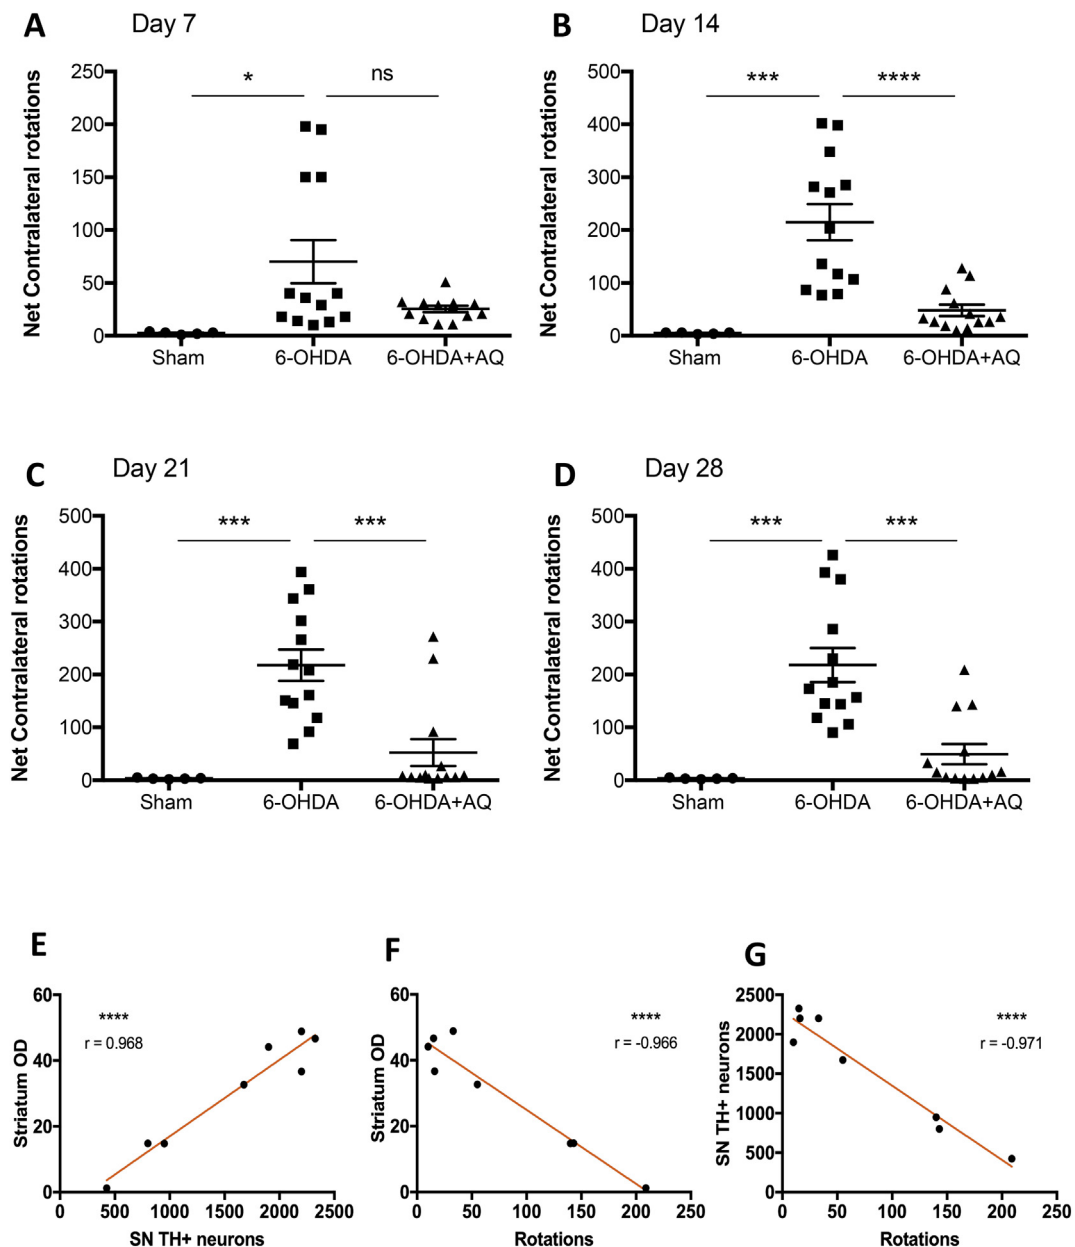 A Day 7
Net Contralateral rotations
250
200
150
100
50
0
* ns
Sham 6-OHDA 6-OHDA+AQ
B Day 14
Net Contralateral rotations
500
400
300
200
100
0
*** ****
Sham 6-OHDA 6-OHDA+AQ
C Day 21
Net Contralateral rotations
500
400
300
200
100
0
*** ***
Sham 6-OHDA 6-OHDA+AQ
D Day 28
Net Contralateral rotations
500
400
300
200
100
0
*** ***
Sham 6-OHDA 6-OHDA+AQ
E
Striatum OD
60
40
20
0
****
r = 0.968
0 500 1000 1500 2000 2500
SN TH+ neurons
F
Striatum OD
60
40
20
0
****
r = -0.966
0 50 100 150 200 250
Rotations
G
SN TH+ neurons
2500
2000
1500
1000
500
0
****
r = -0.971
0 50 100 150 200 250
Rotations